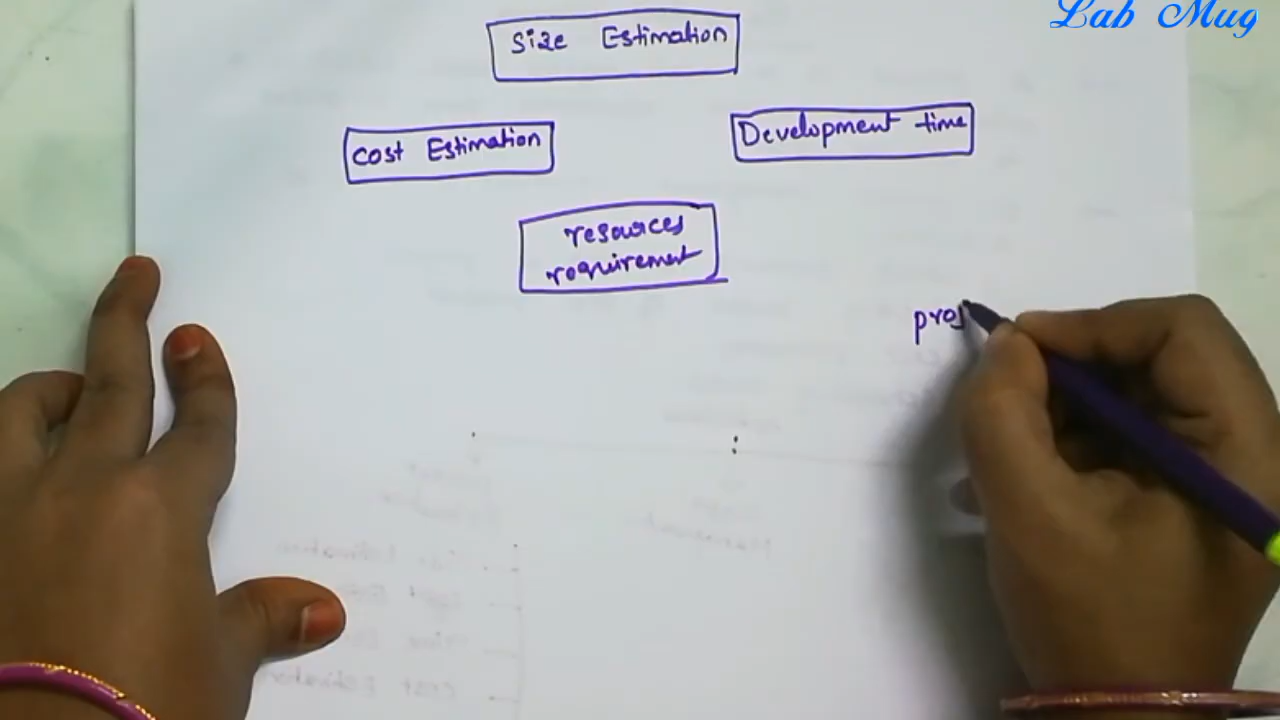 Lab Mug
Size Estimation
Cost Estimation
Development time
resources
requirement
proj